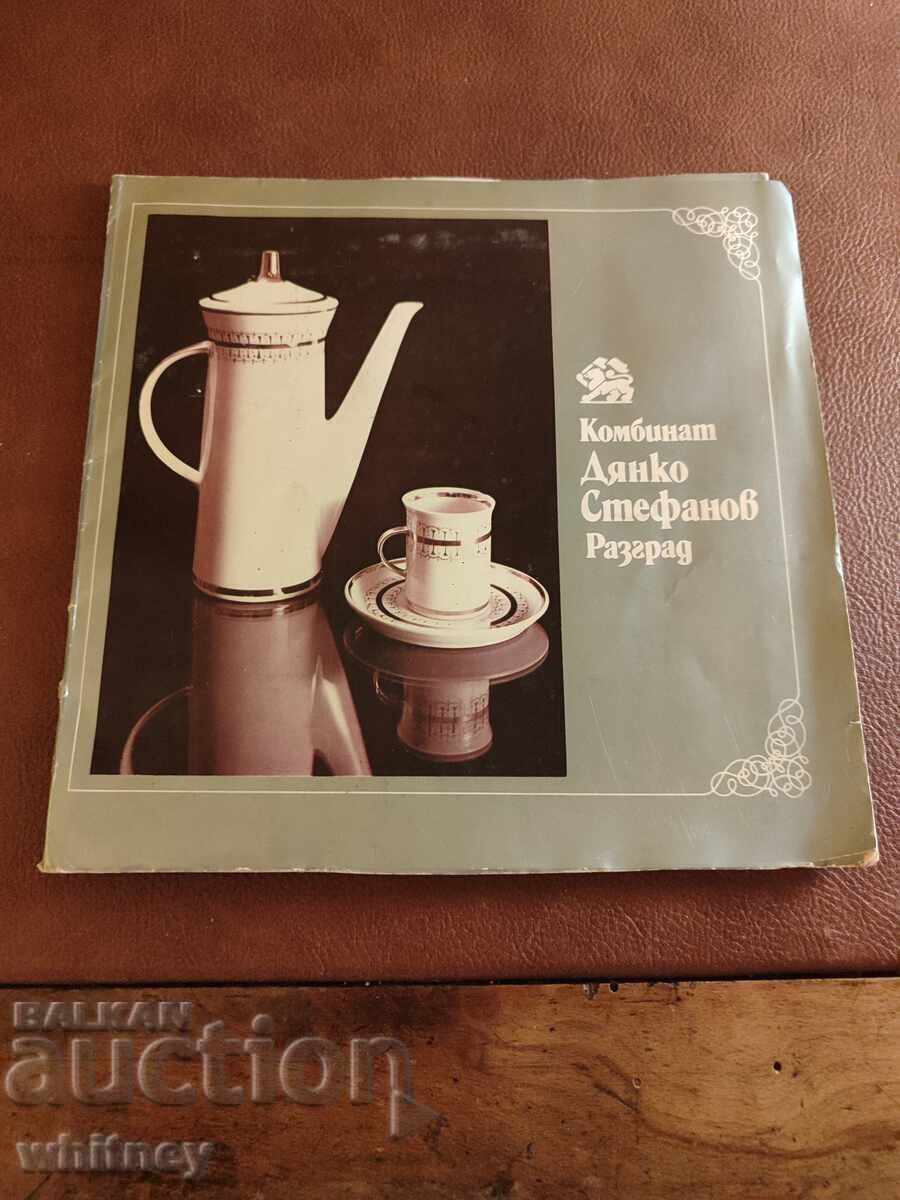 Комбинат
Дянко
Стефанов
Разград
BALKAN
auction
whitney